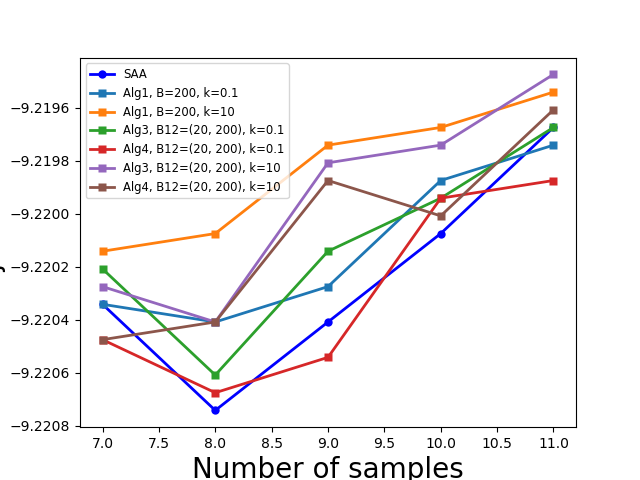 SAA
Alg1, B=200, k=0.1
Alg1, B=200, k=10
Alg3, B12=(20, 200), k=0.1
Alg4, B12=(20, 200), k=0.1
Alg3, B12=(20, 200), k=10
Alg4, B12=(20, 200), k=10
−9.2196
−9.2198
−9.2200
−9.2202
−9.2204
−9.2206
−9.2208
7.0 7.5 8.0 8.5 9.0 9.5 10.0 10.5 11.0
Number of samples